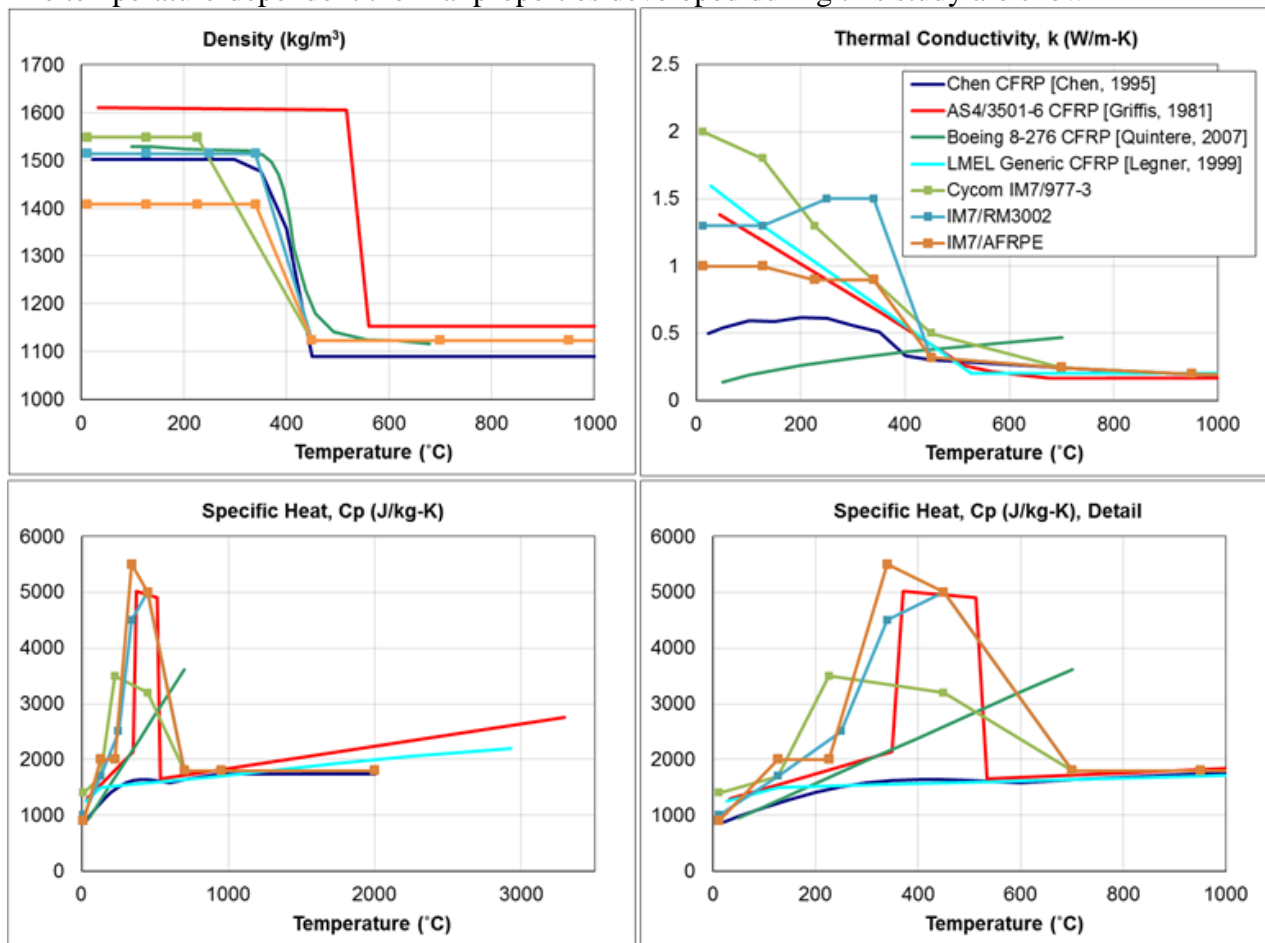 Density (kg/m³)
1700
1600
1500
1400
1300
1200
1100
1000
0 200 400 600 800 1000
Temperature (˚C)
Thermal Conductivity, k (W/m-K)
2.5
2
1.5
1
0.5
0
Chen CFRP [Chen, 1995]
AS4/3501-6 CFRP [Griffis, 1981]
Boeing 8-276 CFRP [Quintere, 2007]
LMEL Generic CFRP [Legner, 1999]
Cycom IM7/977-3
IM7/RM3002
IM7/AFRPE
0 200 400 600 800 1000
Temperature (˚C)
Specific Heat, Cp (J/kg-K)
6000
5000
4000
3000
2000
1000
0
0 1000 2000 3000
Temperature (˚C)
Specific Heat, Cp (J/kg-K), Detail
6000
5000
4000
3000
2000
1000
0
0 200 400 600 800 1000
Temperature (˚C)